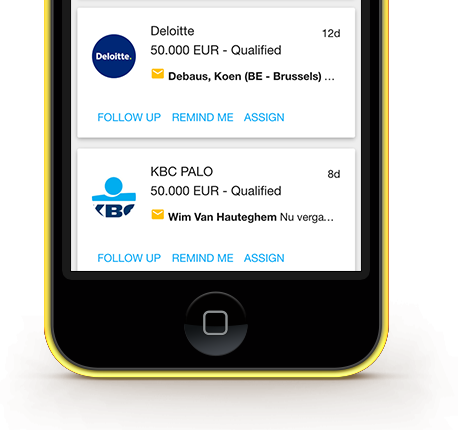 Deloitte
12d
Deloitte.
50.000 EUR - Qualified
Debaus, Koen (BE - Brussels) ...
FOLLOW UP REMIND ME ASSIGN
KBC PALO
8d
50.000 EUR - Qualified
KBC
Wim Van Hauteghem Nu verga...
FOLLOW UP REMIND ME ASSIGN